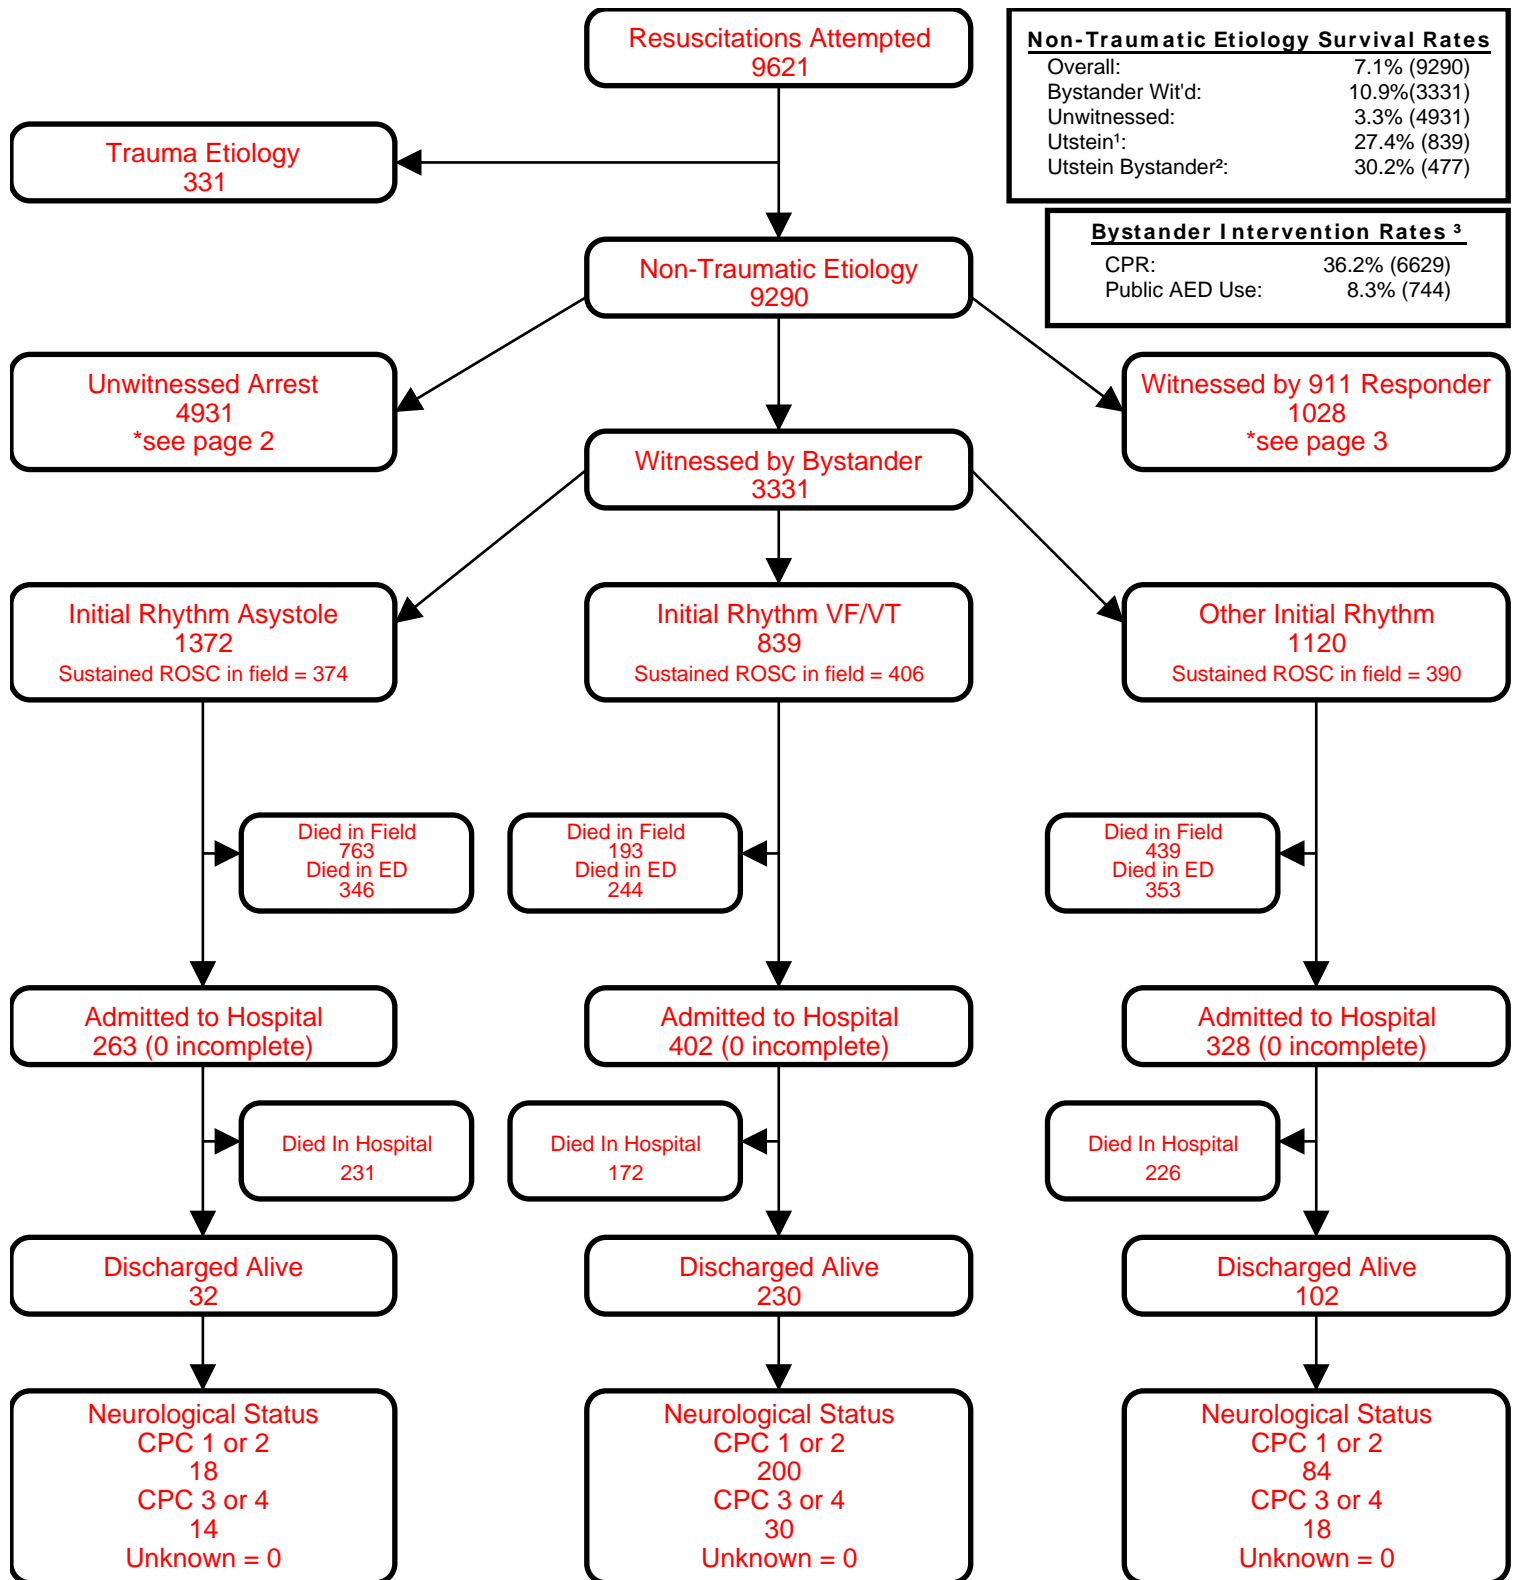 Resuscitations Attempted
9621
Non-Traumatic Etiology Survival Rates
Overall: 7.1% (9290)
Bystander Wit'd: 10.9%(3331)
Unwitnessed: 3.3% (4931)
Utstein¹: 27.4% (839)
Utstein Bystander²: 30.2% (477)
Trauma Etiology
331
Bystander Intervention Rates ³
CPR: 36.2% (6629)
Public AED Use: 8.3% (744)
Non-Traumatic Etiology
9290
Unwitnessed Arrest
4931
*see page 2
Witnessed by Bystander
3331
Witnessed by 911 Responder
1028
*see page 3
Initial Rhythm Asystole
1372
Sustained ROSC in field = 374
Initial Rhythm VF/VT
839
Sustained ROSC in field = 406
Other Initial Rhythm
1120
Sustained ROSC in field = 390
Died in Field
763
Died in ED
346
Died in Field
193
Died in ED
244
Died in Field
439
Died in ED
353
Admitted to Hospital
263 (0 incomplete)
Admitted to Hospital
402 (0 incomplete)
Admitted to Hospital
328 (0 incomplete)
Died In Hospital
231
Died In Hospital
172
Died In Hospital
226
Discharged Alive
32
Discharged Alive
230
Discharged Alive
102
Neurological Status
CPC 1 or 2
18
CPC 3 or 4
14
Unknown = 0
Neurological Status
CPC 1 or 2
200
CPC 3 or 4
30
Unknown = 0
Neurological Status
CPC 1 or 2
84
CPC 3 or 4
18
Unknown = 0